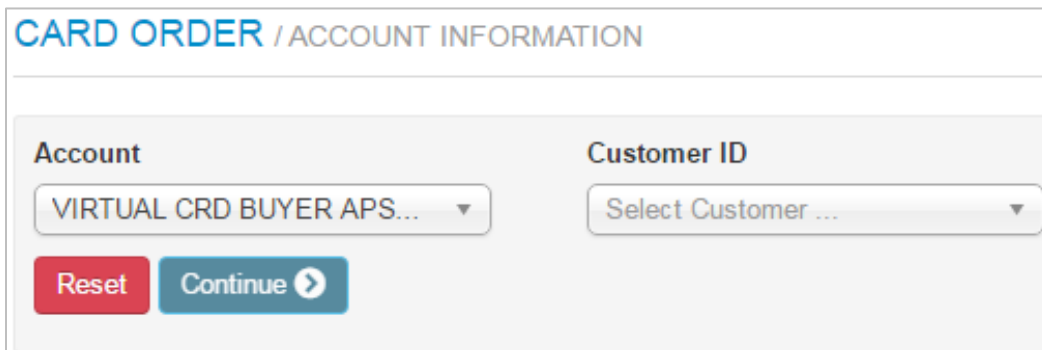 CARD ORDER / ACCOUNT INFORMATION
Account
Customer ID
VIRTUAL CRD BUYER APS...
Select Customer ...
Reset
Continue